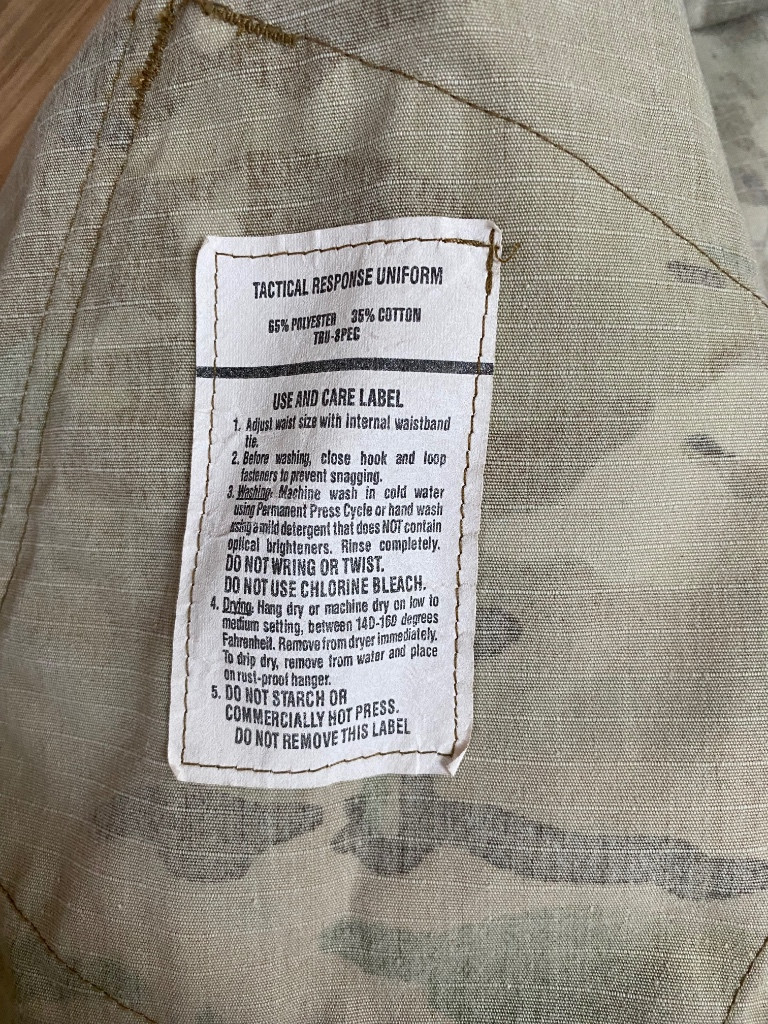 TACTICAL RESPONSE UNIFORM
65% POLYESTER 35% COTTON
TRU-SPEC
USE AND CARE LABEL
1. Adjust waist size with internal waistband
tie.
2. Before washing, close hook and loop
fasteners to prevent snagging.
3. Washing. Machine wash in cold water
using Permanent Press Cycle or hand wash
using a mild detergent that does NOT contain
optical brighteners. Rinse completely.
DO NOT WRING OR TWIST.
DO NOT USE CHLORINE BLEACH.
4. Drying. Hang dry or machine dry on low to
medium setting, between 140-160 degrees
Fahrenheit. Remove from dryer immediately.
To drip dry, remove from water and place
on rust-proof hanger.
5. DO NOT STARCH OR
COMMERCIALLY HOT PRESS.
DO NOT REMOVE THIS LABEL